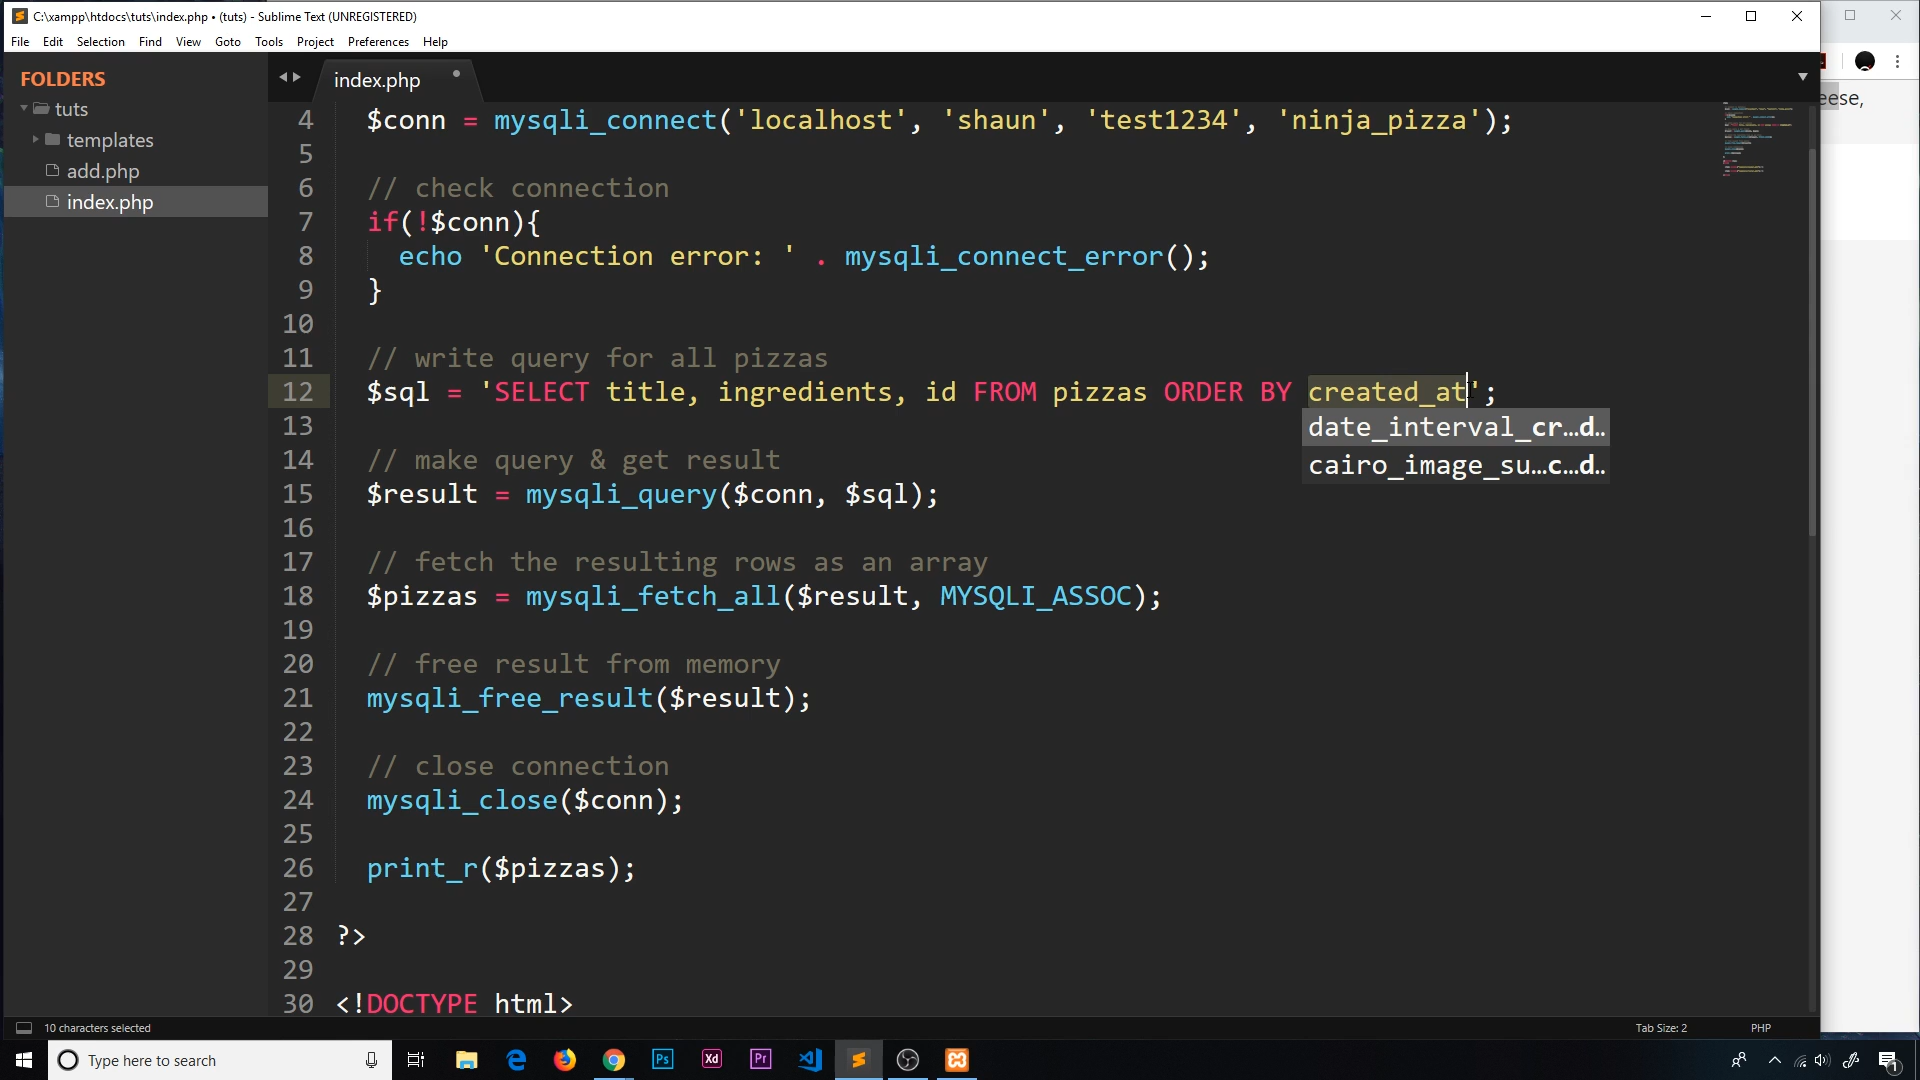 C:\xampp\htdocs\tuts\index.php • (tuts) - Sublime Text (UNREGISTERED)
File Edit Selection Find View Goto Tools Project Preferences Help
FOLDERS
tuts
templates
add.php
index.php
index.php
4 $conn = mysqli_connect('localhost', 'shaun', 'test1234', 'ninja_pizza');
5
6 // check connection
7 if(!$conn){
8 echo 'Connection error: ' . mysqli_connect_error();
9 }
10
11 // write query for all pizzas
12 $sql = 'SELECT title, ingredients, id FROM pizzas ORDER BY created_at';
date_interval_cr...d..
cairo_image_su...c...d..
13
14 // make query & get result
15 $result = mysqli_query($conn, $sql);
16
17 // fetch the resulting rows as an array
18 $pizzas = mysqli_fetch_all($result, MYSQLI_ASSOC);
19
20 // free result from memory
21 mysqli_free_result($result);
22
23 // close connection
24 mysqli_close($conn);
25
26 print_r($pizzas);
27
28 ?>
29
30 <!DOCTYPE html>
eese,
10 characters selected
Tab Size: 2 PHP
Type here to search
Ps
Xd
Pr
1